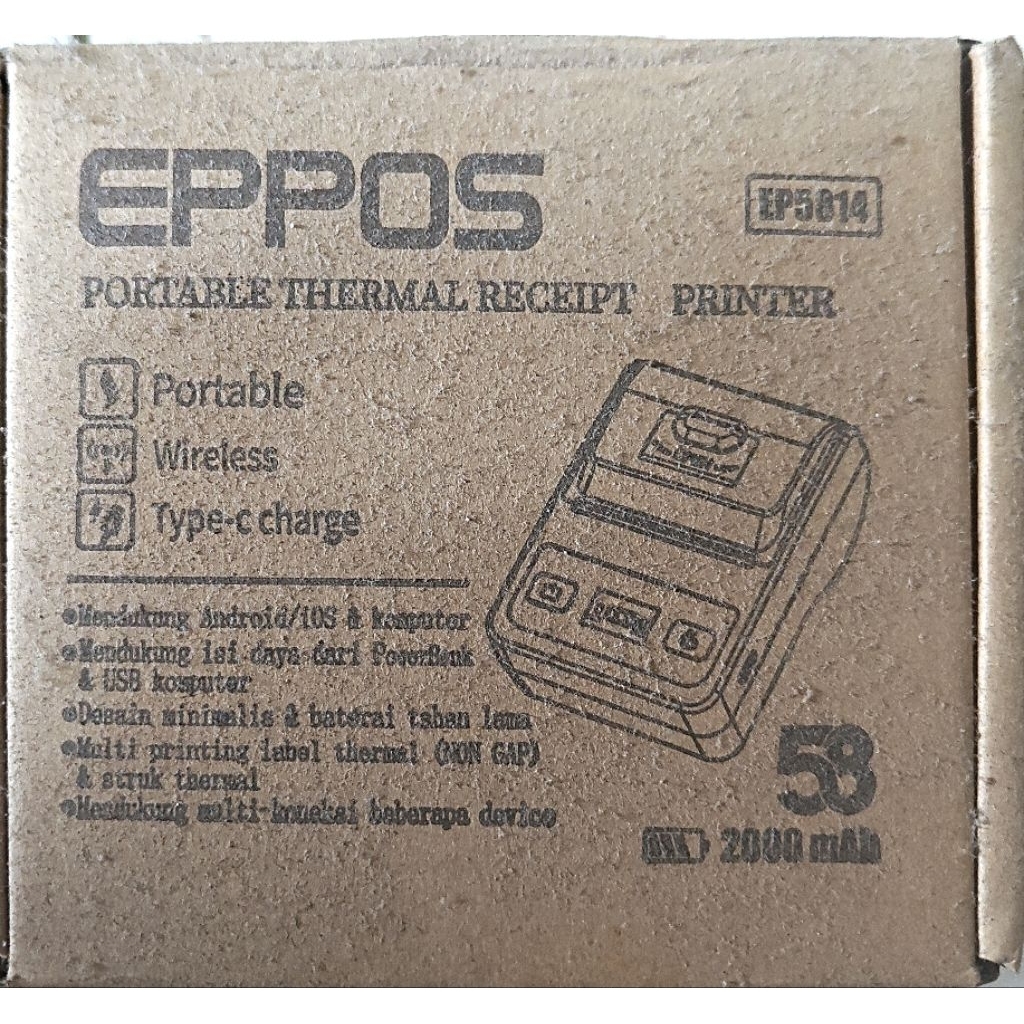 EPPOS
EP5814
PORTABLE THERMAL RECEIPT PRINTER
Portable
Wireless
Type-c charge
●Mendukung Android/iOS & komputer
●Mendukung isi daya dari PowerBank
& USB komputer
●Desain minimalis & baterai tahan lama
●Multi printing label thermal (NON GAP)
& struk thermal
●Mendukung multi-koneksi beberapa device
58
2000 mAh